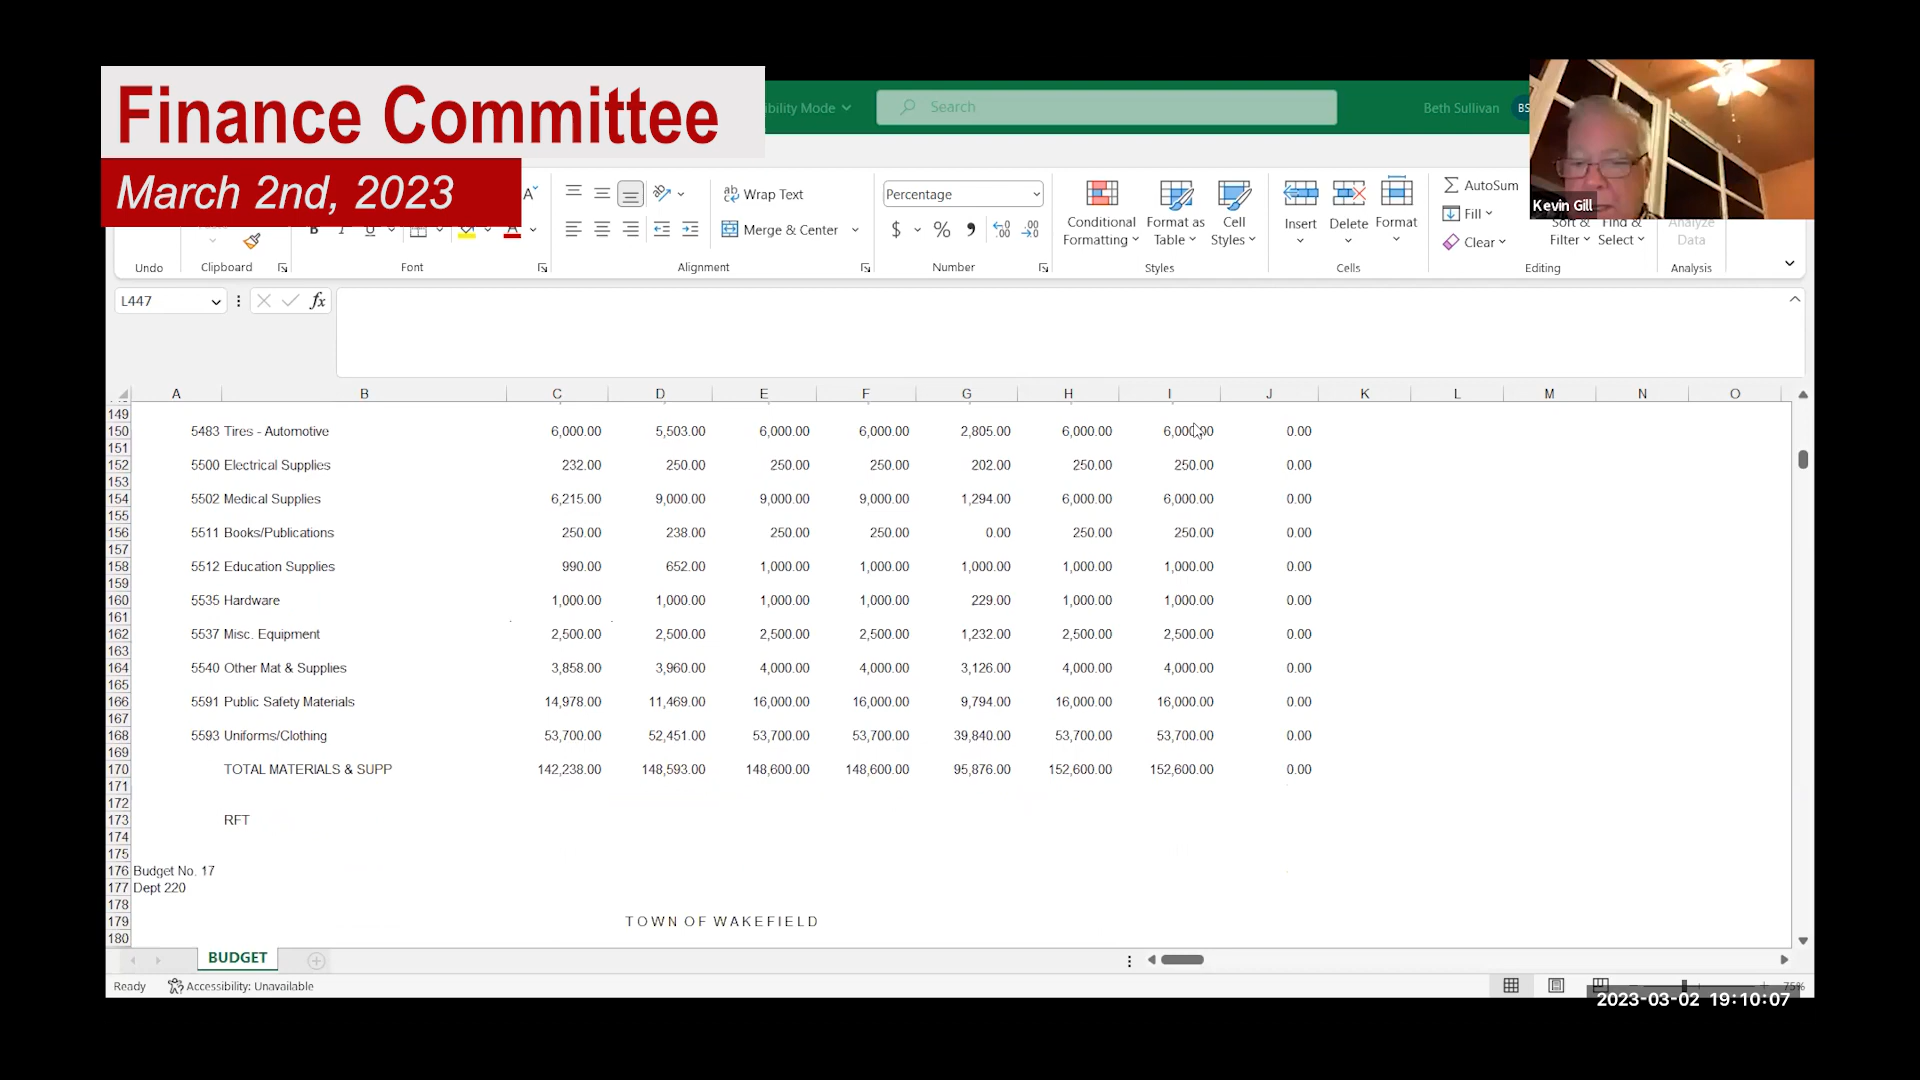 Finance Committee
March 2nd, 2023
ibility Mode
Search
Beth Sullivan BS
Kevin Gill
Wrap Text
Percentage
Merge & Center
Conditional Formatting
Format as Table
Cell Styles
Insert
Delete
Format
AutoSum
Fill
Clear
Sort & Filter
Find & Select
Analyze Data
Undo
Clipboard
Font
Alignment
Number
Styles
Cells
Editing
Analysis
L447
fx
A B C D E F G H I J K L M N O
149
150 5483 Tires - Automotive 6,000.00 5,503.00 6,000.00 6,000.00 2,805.00 6,000.00 6,000.00 0.00
151
152 5500 Electrical Supplies 232.00 250.00 250.00 250.00 202.00 250.00 250.00 0.00
153
154 5502 Medical Supplies 6,215.00 9,000.00 9,000.00 9,000.00 1,294.00 6,000.00 6,000.00 0.00
155
156 5511 Books/Publications 250.00 238.00 250.00 250.00 0.00 250.00 250.00 0.00
157
158 5512 Education Supplies 990.00 652.00 1,000.00 1,000.00 1,000.00 1,000.00 1,000.00 0.00
159
160 5535 Hardware 1,000.00 1,000.00 1,000.00 1,000.00 229.00 1,000.00 1,000.00 0.00
161
162 5537 Misc. Equipment 2,500.00 2,500.00 2,500.00 2,500.00 1,232.00 2,500.00 2,500.00 0.00
163
164 5540 Other Mat & Supplies 3,858.00 3,960.00 4,000.00 4,000.00 3,126.00 4,000.00 4,000.00 0.00
165
166 5591 Public Safety Materials 14,978.00 11,469.00 16,000.00 16,000.00 9,794.00 16,000.00 16,000.00 0.00
167
168 5593 Uniforms/Clothing 53,700.00 52,451.00 53,700.00 53,700.00 39,840.00 53,700.00 53,700.00 0.00
169
170 TOTAL MATERIALS & SUPP 142,238.00 148,593.00 148,600.00 148,600.00 95,876.00 152,600.00 152,600.00 0.00
171
172
173 RFT
174
175
176 Budget No. 17
177 Dept 220
178
179 TOWN OF WAKEFIELD
180
BUDGET
Ready Accessibility: Unavailable
75%
2023-03-02 19:10:07